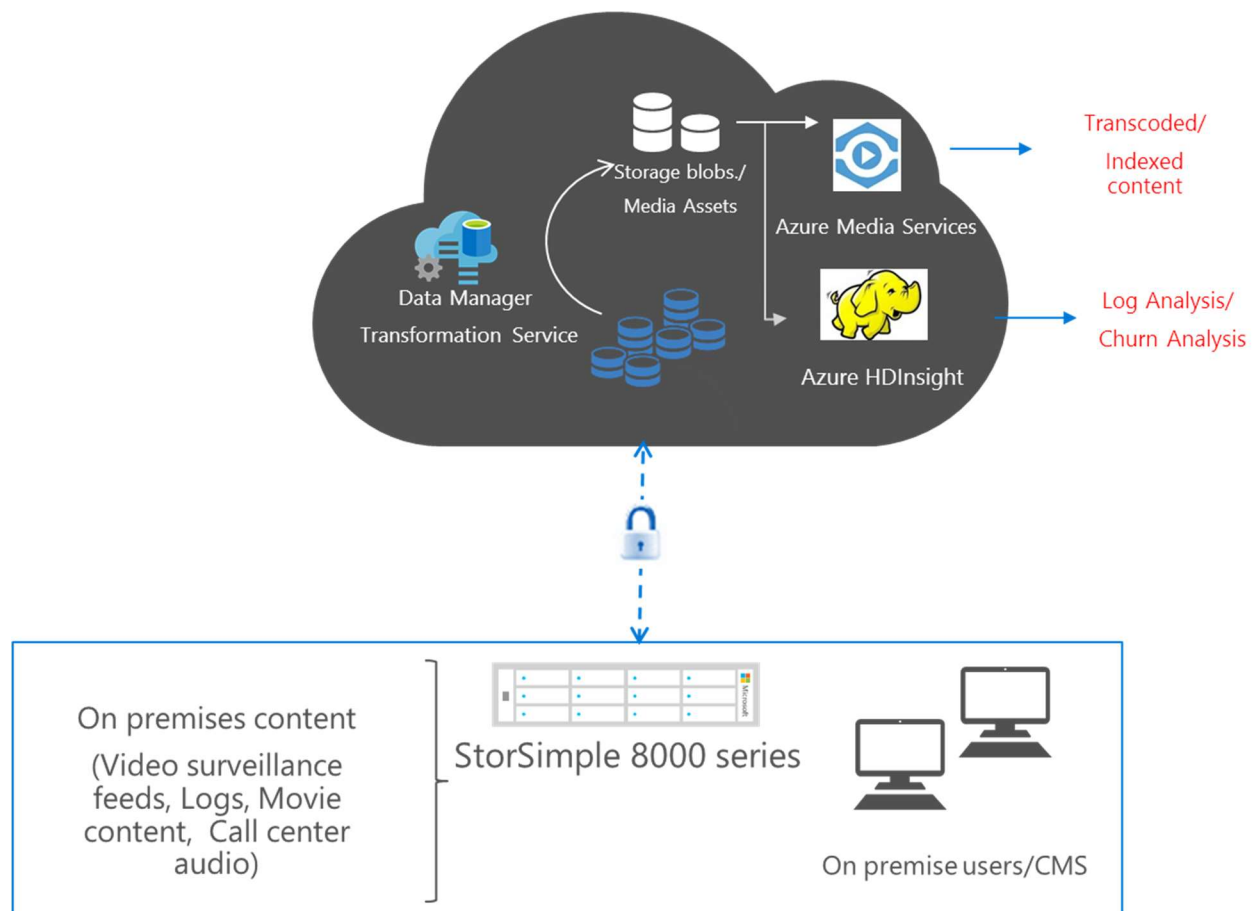 Storage blobs./
Media Assets
Azure Media Services
Transcoded/
Indexed
content
Data Manager
Transformation Service
Azure HDInsight
Log Analysis/
Churn Analysis
On premises content
(Video surveillance
feeds, Logs, Movie
content, Call center
audio)
Microsoft
StorSimple 8000 series
On premise users/CMS